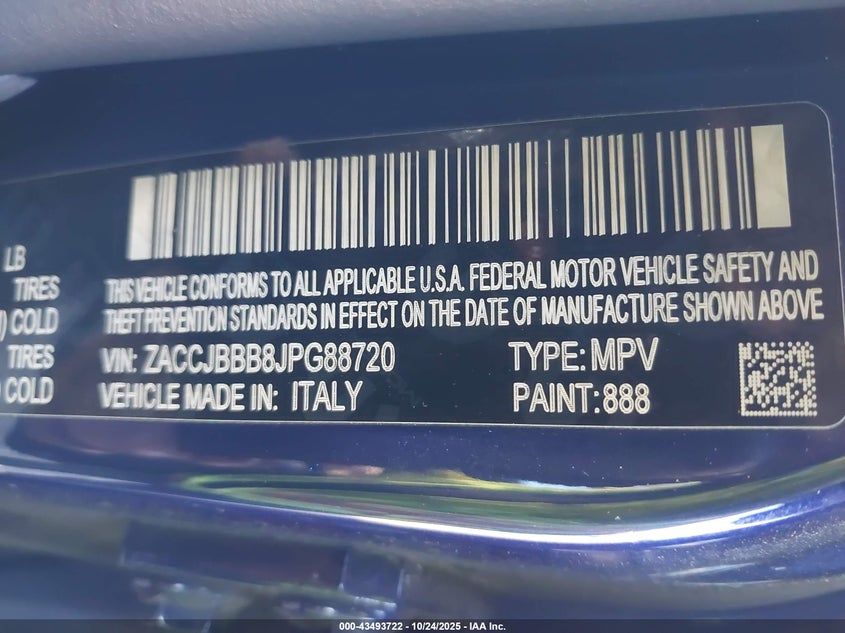 LB
TIRES
COLD
TIRES
COLD
THIS VEHICLE CONFORMS TO ALL APPLICABLE U.S.A. FEDERAL MOTOR VEHICLE SAFETY AND
THEFT PREVENTION STANDARDS IN EFFECT ON THE DATE OF MANUFACTURE SHOWN ABOVE
VIN: ZACCJBBB8JPG88720 TYPE: MPV
VEHICLE MADE IN: ITALY PAINT: 888
000-43493722 • 10/24/2025 • IAA Inc.